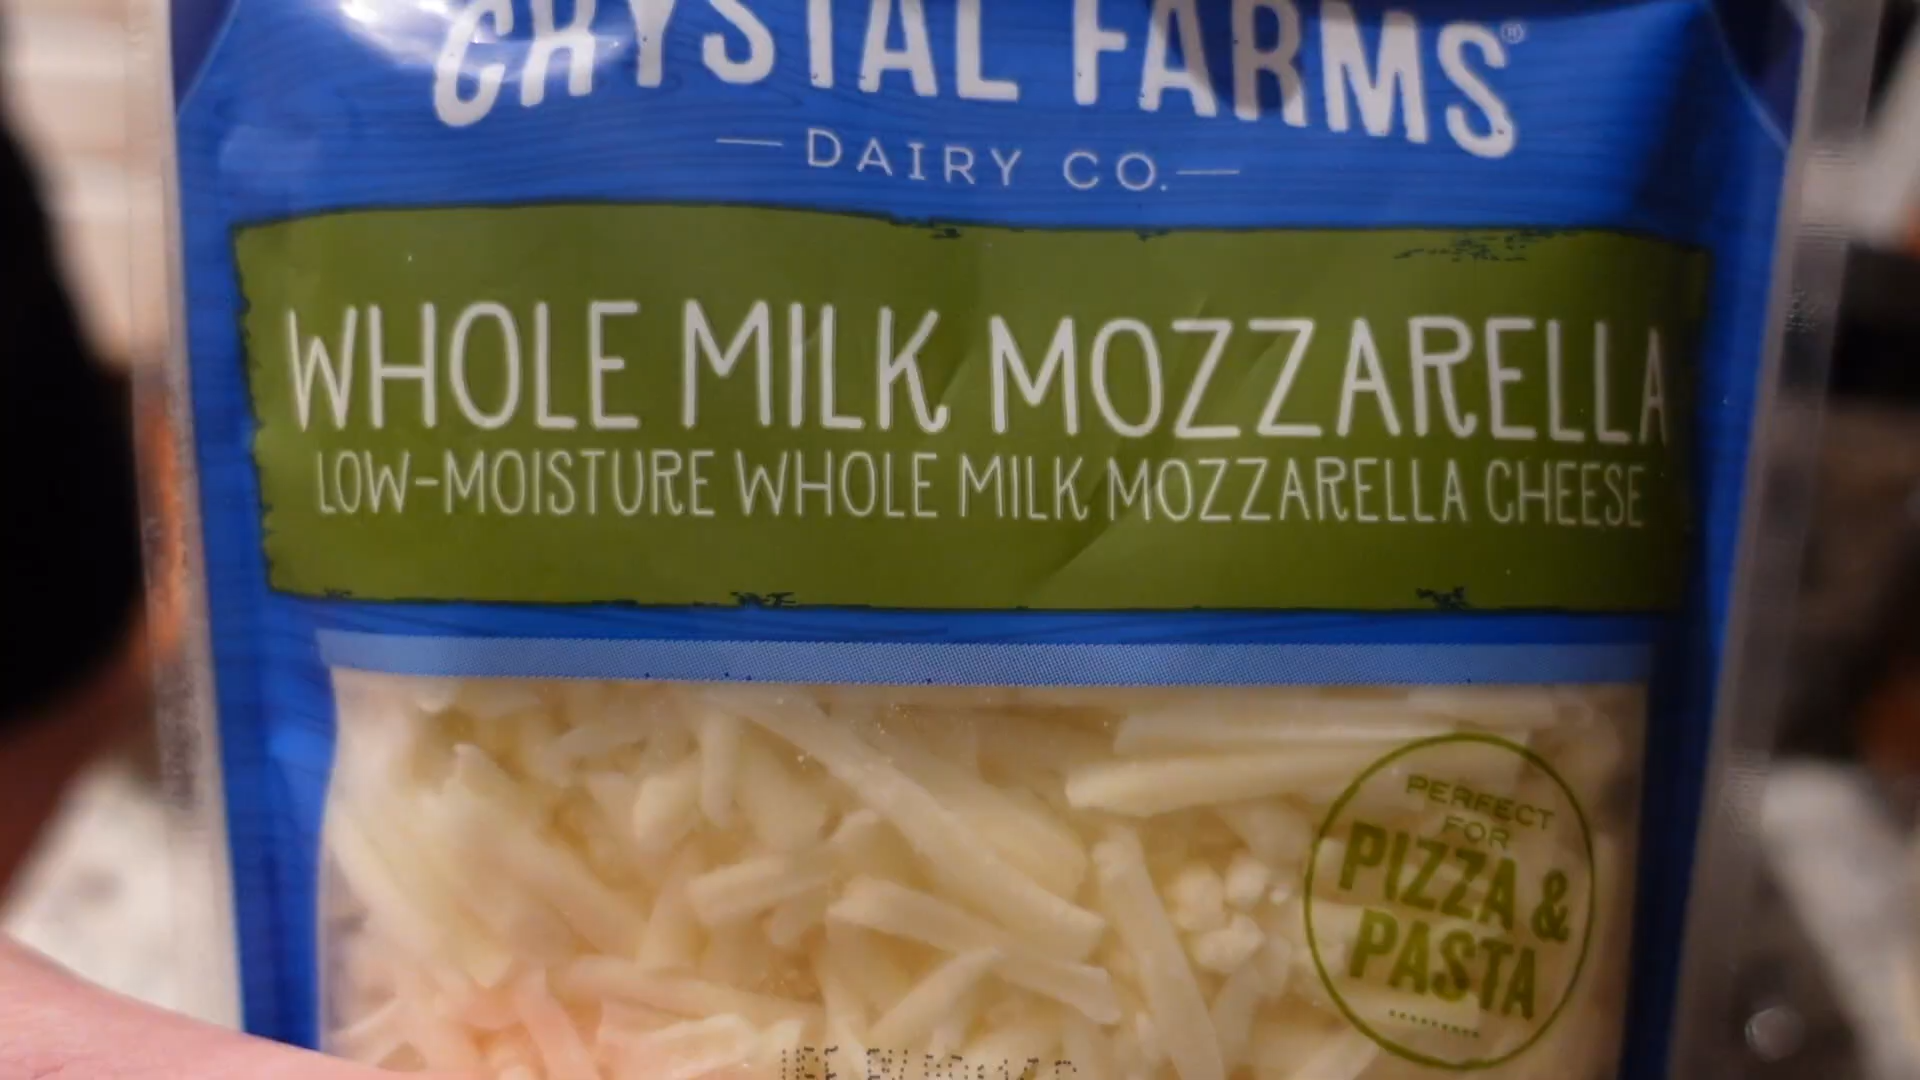 CRYSTAL FARMS®
DAIRY CO.
WHOLE MILK MOZZARELLA
LOW-MOISTURE WHOLE MILK MOZZARELLA CHEESE
PERFECT
FOR
PIZZA &
PASTA